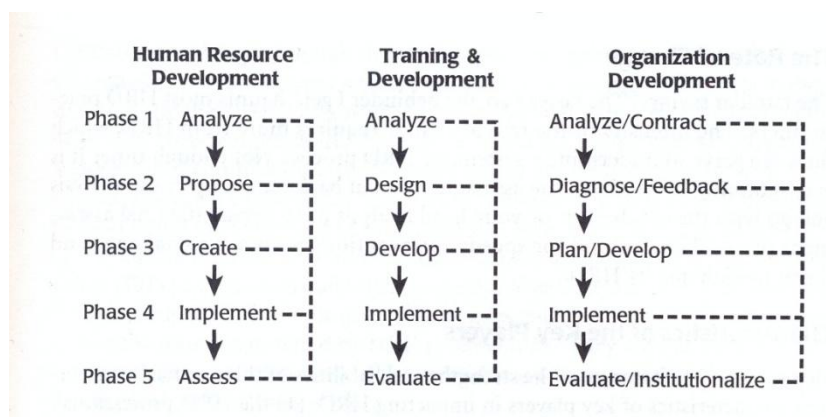 Human Resource Development
Training & Development
Organization Development
Phase 1 Analyze Analyze Analyze/Contract
Phase 2 Propose Design Diagnose/Feedback
Phase 3 Create Develop Plan/Develop
Phase 4 Implement Implement Implement
Phase 5 Assess Evaluate Evaluate/Institutionalize